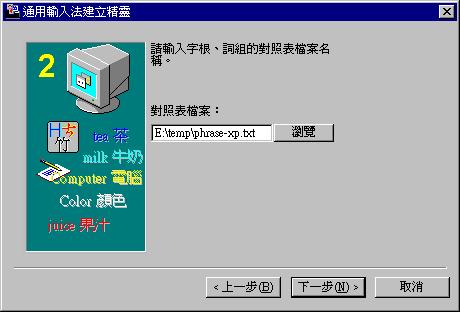 通用輸入法建立精靈
2
H 七
竹
tea 茶
milk 牛奶
Computer 電腦
Color 顏色
juice 果汁
請輸入字根、詞組的對照表檔案名
稱。
對照表檔案：
E:\temp\phrase-xp.txt 瀏覽
<上一步(B) 下一步(N)> 取消